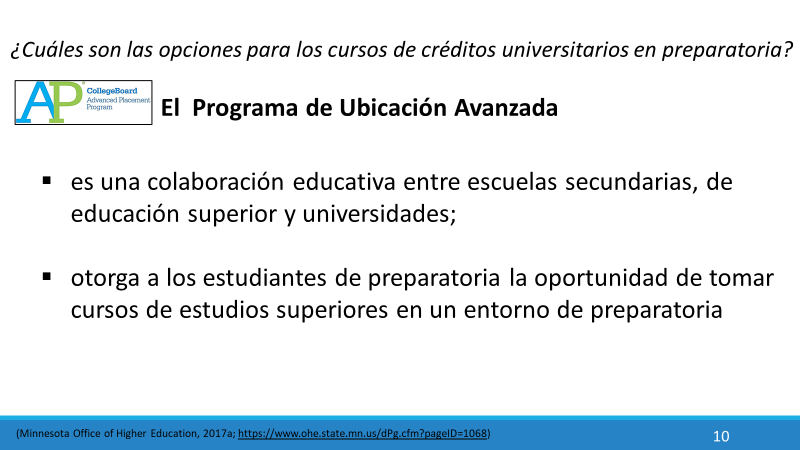 ¿Cuáles son las opciones para los cursos de créditos universitarios en preparatoria?
AP
CollegeBoard
Advanced Placement
Program
El Programa de Ubicación Avanzada
▪ es una colaboración educativa entre escuelas secundarias, de
educación superior y universidades;
▪ otorga a los estudiantes de preparatoria la oportunidad de tomar
cursos de estudios superiores en un entorno de preparatoria
(Minnesota Office of Higher Education, 2017a; https://www.ohe.state.mn.us/dPg.cfm?pageID=1068)
10